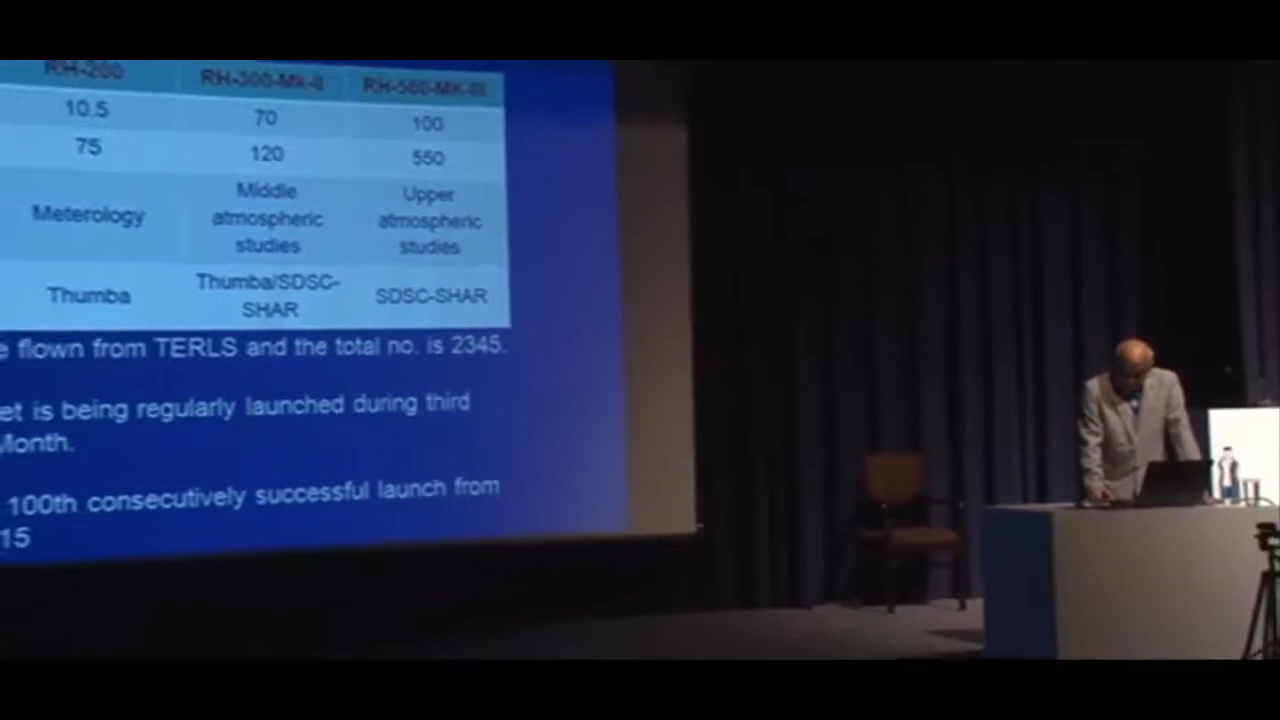 RH-200 RH-300-Mk-II RH-560-MK-III
10.5 70 100
75 120 550
Meterology Middle atmospheric studies Upper atmospheric studies
Thumba Thumba/SDSC-SHAR SDSC-SHAR
e flown from TERLS and the total no. is 2345.
et is being regularly launched during third
Month.
100th consecutively successful launch from
15